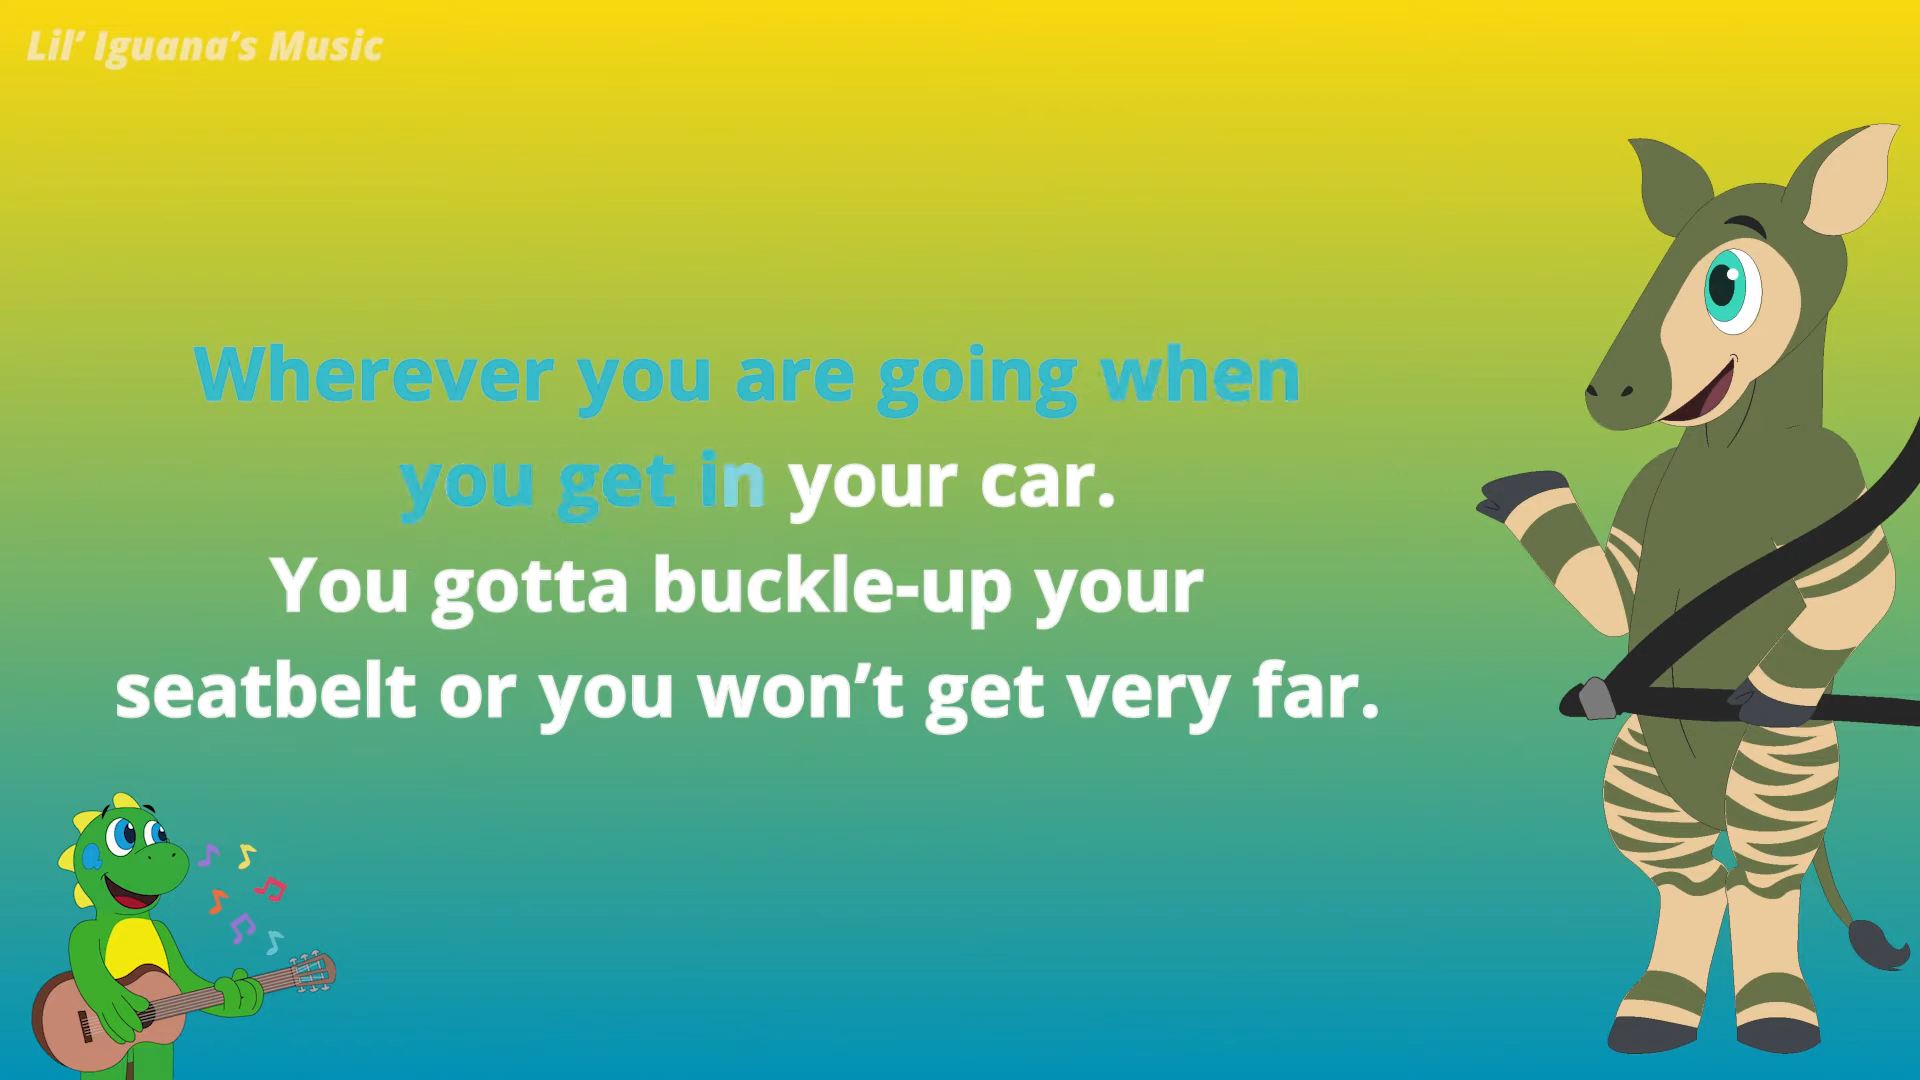 Lil’ Iguana’s Music
Wherever you are going when
you get in your car.
You gotta buckle-up your
seatbelt or you won’t get very far.